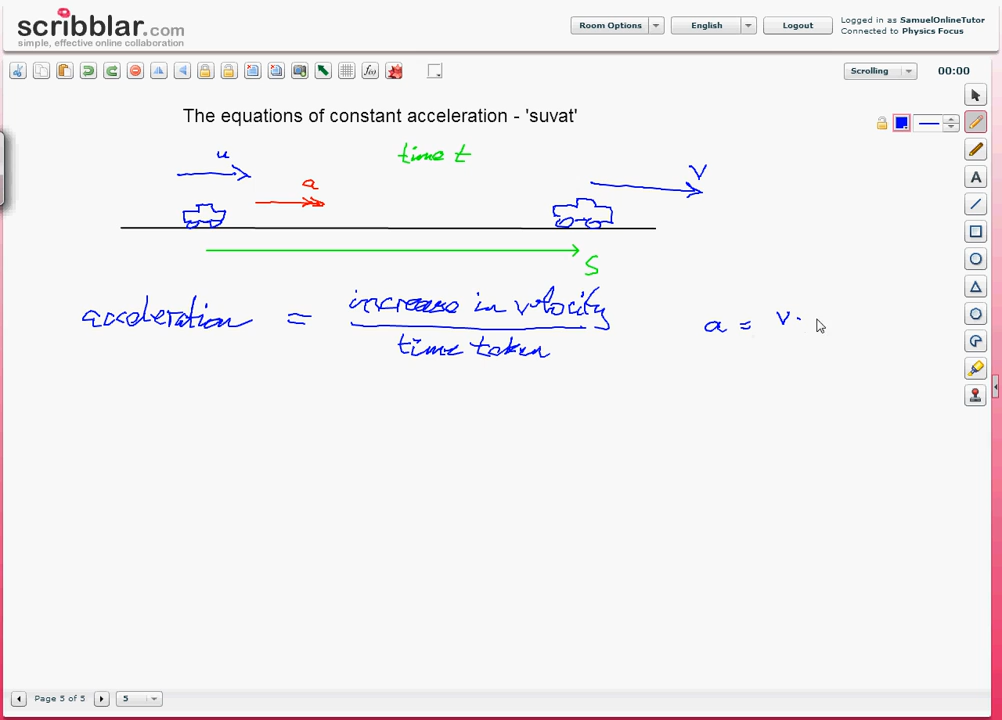 scribblar.com
simple, effective online collaboration
Room Options
English
Logout
Logged in as SamuelOnlineTutor
Connected to Physics Focus
f(x)
Scrolling
00:00
The equations of constant acceleration - 'suvat'
time t
u
a
v
A
s
acceleration = increase in velocity
time taken
a = v
Page 5 of 5
5